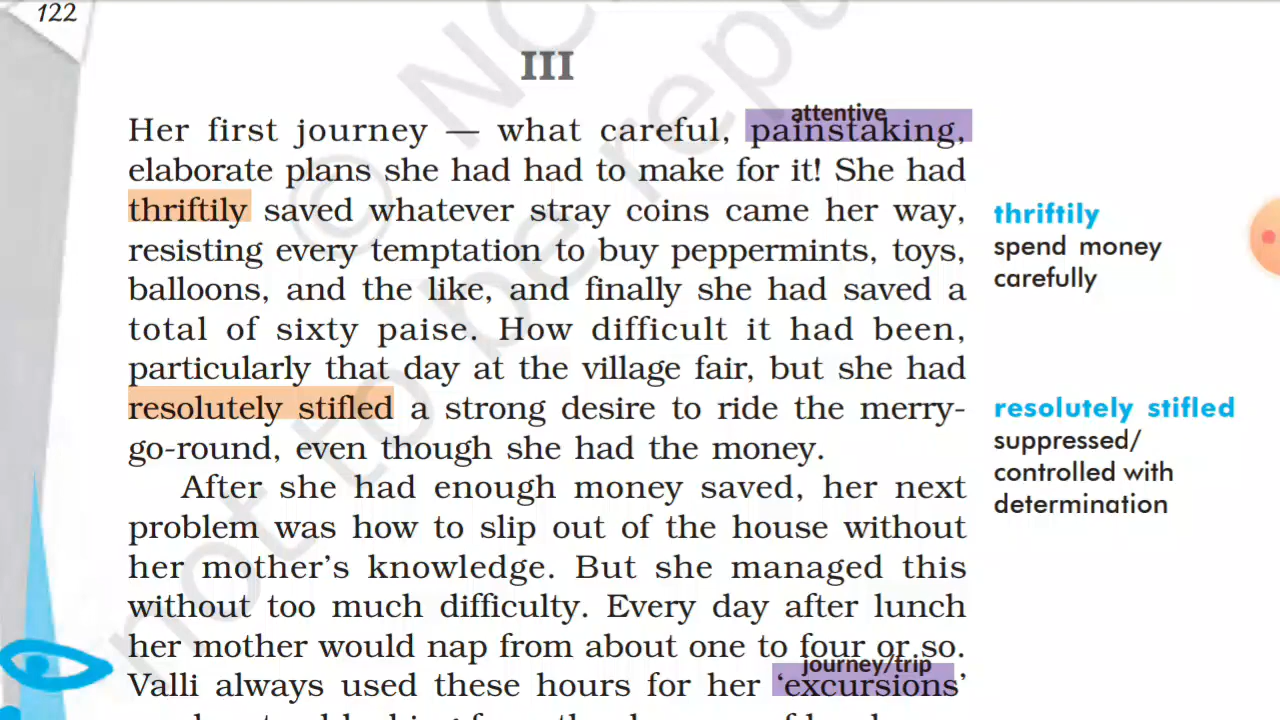 122
III
attentive
Her first journey — what careful, painstaking,
elaborate plans she had had to make for it! She had
thriftily saved whatever stray coins came her way,
resisting every temptation to buy peppermints, toys,
balloons, and the like, and finally she had saved a
total of sixty paise. How difficult it had been,
particularly that day at the village fair, but she had
resolutely stifled a strong desire to ride the merry-
go-round, even though she had the money.
After she had enough money saved, her next
problem was how to slip out of the house without
her mother’s knowledge. But she managed this
without too much difficulty. Every day after lunch
her mother would nap from about one to four or so.
journey/trip
Valli always used these hours for her ‘excursions’
thriftily
spend money
carefully
resolutely stifled
suppressed/
controlled with
determination
not to be repu
© NC